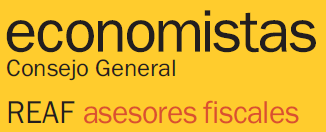 economistas
Consejo General
REAF asesores fiscales